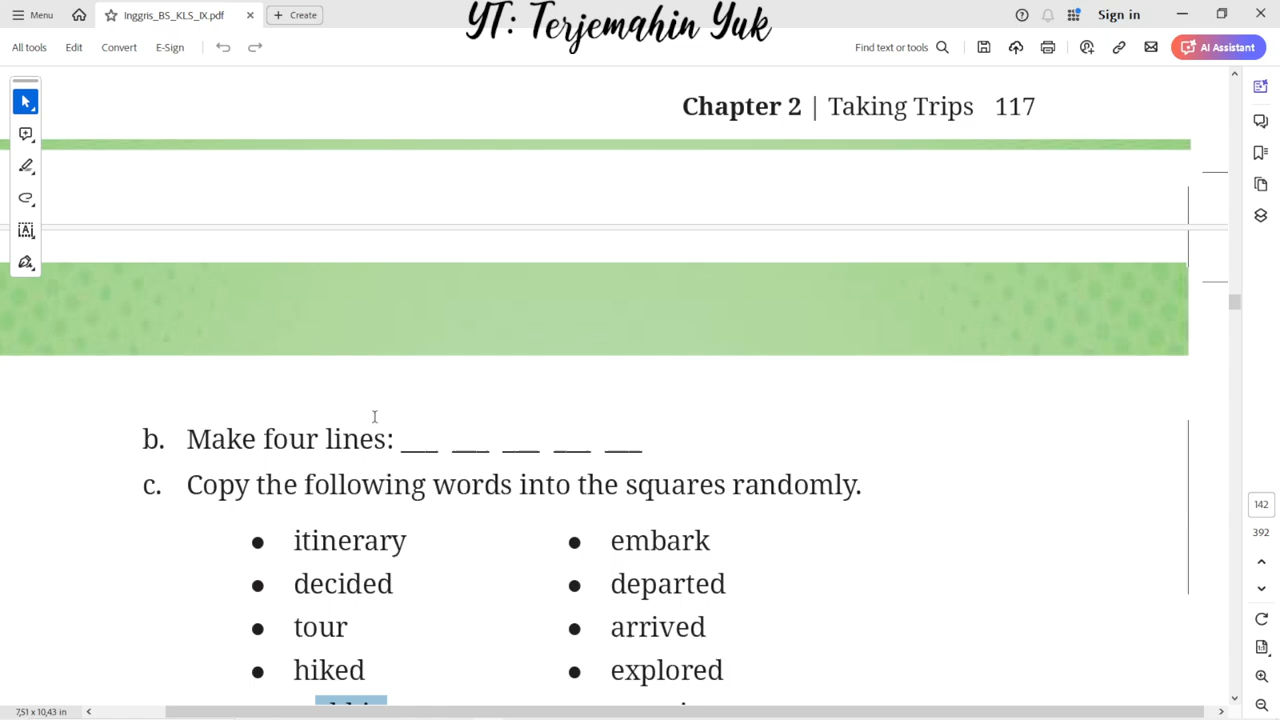 Menu
Inggris_BS_KLS_IX.pdf
Create
YT: Terjemahin Yuk
Sign in
All tools
Edit
Convert
E-Sign
Find text or tools
AI Assistant
Chapter 2 | Taking Trips 117
b. Make four lines: ___ ___ ___ ___ ___
c. Copy the following words into the squares randomly.
• itinerary
• embark
• decided
• departed
• tour
• arrived
• hiked
• explored
142
392
7,51 x 10,43 in